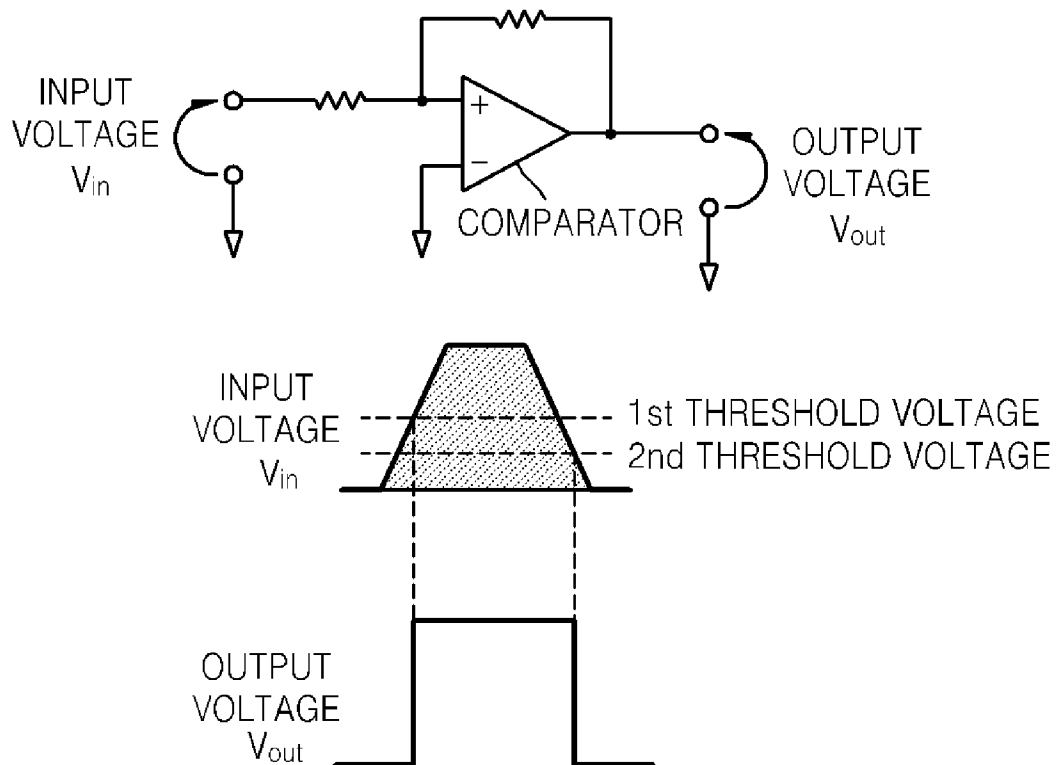 INPUT
VOLTAGE
Vin
+
−
COMPARATOR
OUTPUT
VOLTAGE
Vout
INPUT
VOLTAGE
Vin
1st THRESHOLD VOLTAGE
2nd THRESHOLD VOLTAGE
OUTPUT
VOLTAGE
Vout